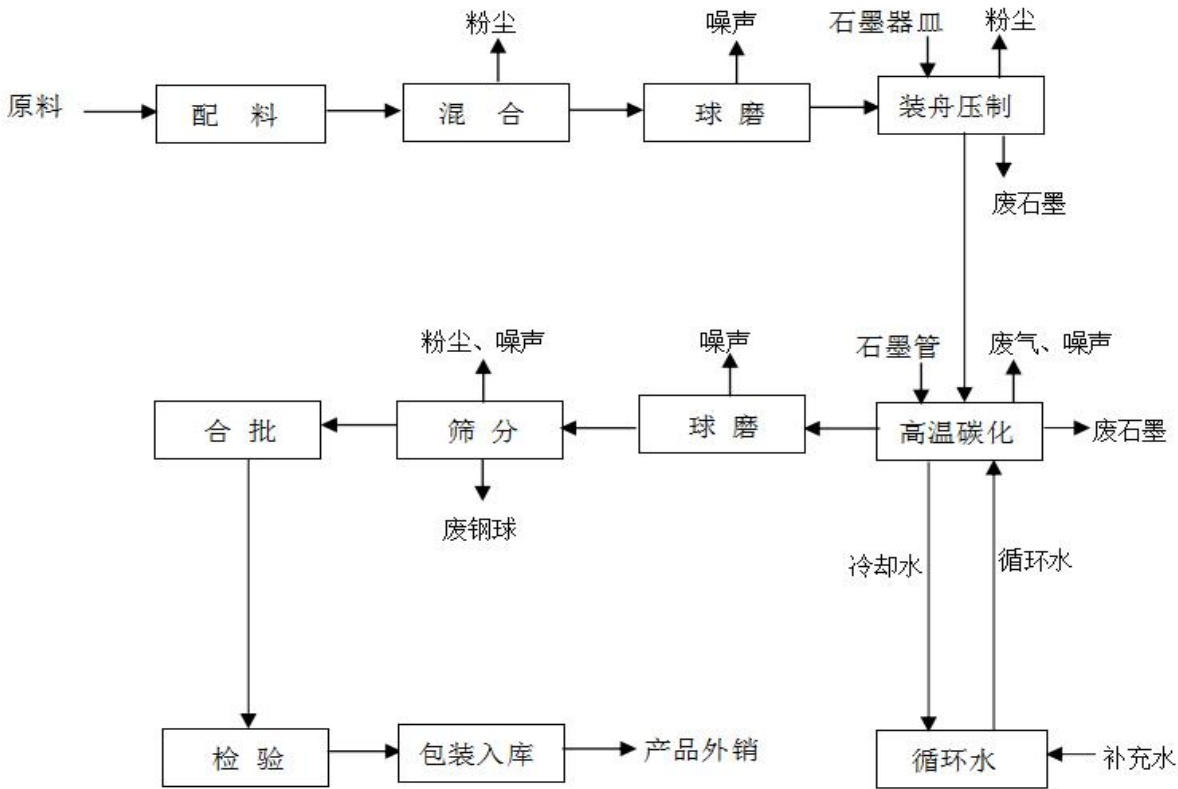 粉尘
噪声
石墨器皿
粉尘
原料
配 料
混 合
球 磨
装舟压制
废石墨
粉尘、噪声
噪声
石墨管
废气、噪声
合 批
筛 分
球 磨
高温碳化
废石墨
废钢球
冷却水
循环水
检 验
包装入库
产品外销
循环水
补充水